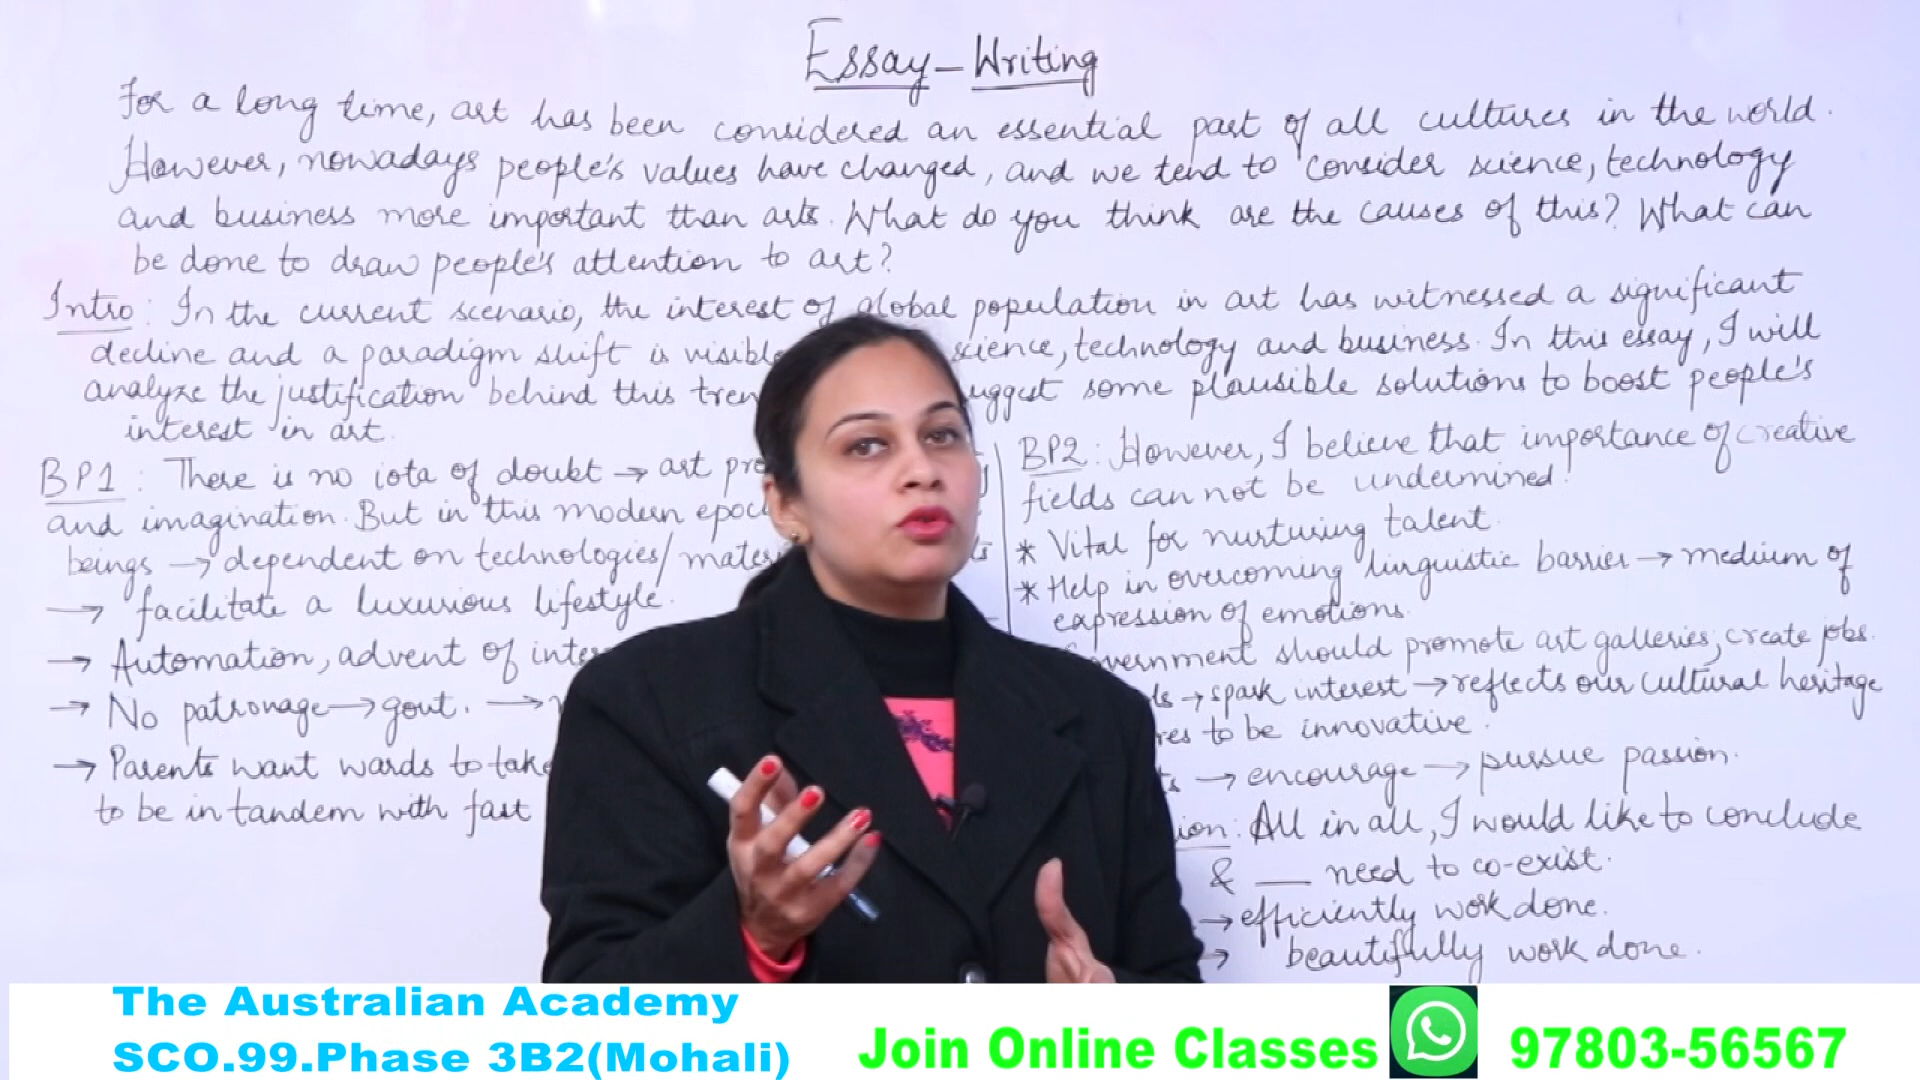 Essay-Writing
For a long time, art has been considered an essential part of all cultures in the world.
However, nowadays people's values have changed, and we tend to consider science, technology
and business more important than arts. What do you think are the causes of this? What can
be done to draw people's attention to art?
Intro: In the current scenario, the interest of global population in art has witnessed a significant
decline and a paradigm shift is visible science, technology and business. In this essay, I will
analyze the justification behind this some plausible solutions to boost people's
interest in art.
BP1: There is no iota of doubt → art
and imagination. But in this modern
beings → dependent on technologies/
→ facilitate a luxurious lifestyle.
→ Automation, advent of
→ No patronage → govt. →
→ Parents want wards to take
to be in tandem with fast
BP2: However, I believe that importance of creative
fields can not be undermined.
* Vital for nurturing talent.
* Help in overcoming linguistic barrier → medium of
expression of emotions.
should promote art galleries, create jobs.
→ spark interest → reflects our cultural heritage
to be innovative.
→ encourage → pursue passion.
All in all, I would like to conclude
& __ need to co-exist.
→ efficiently work done.
→ beautifully work done.
The Australian Academy
SCO.99.Phase 3B2(Mohali)
Join Online Classes 97803-56567